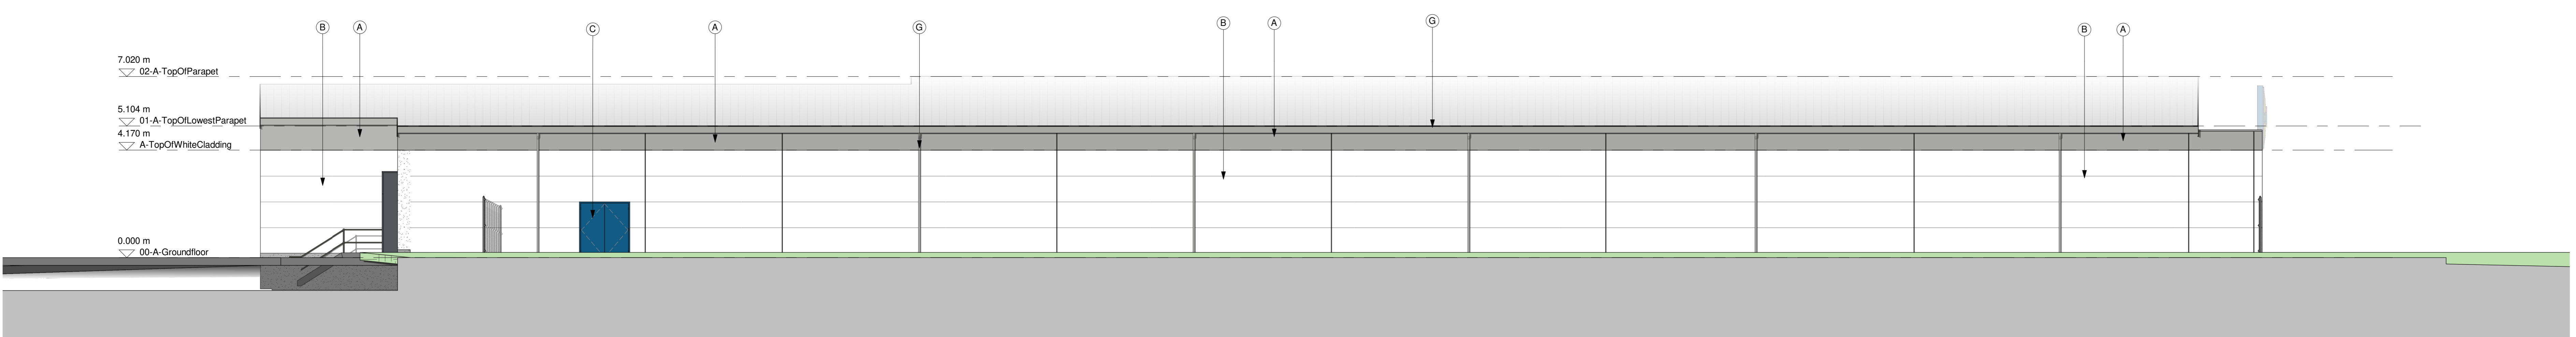 B A C A G B A G B A
7.020 m
02-A-TopOfParapet
5.104 m
01-A-TopOfLowestParapet
4.170 m
A-TopOfWhiteCladding
0.000 m
00-A-Groundfloor